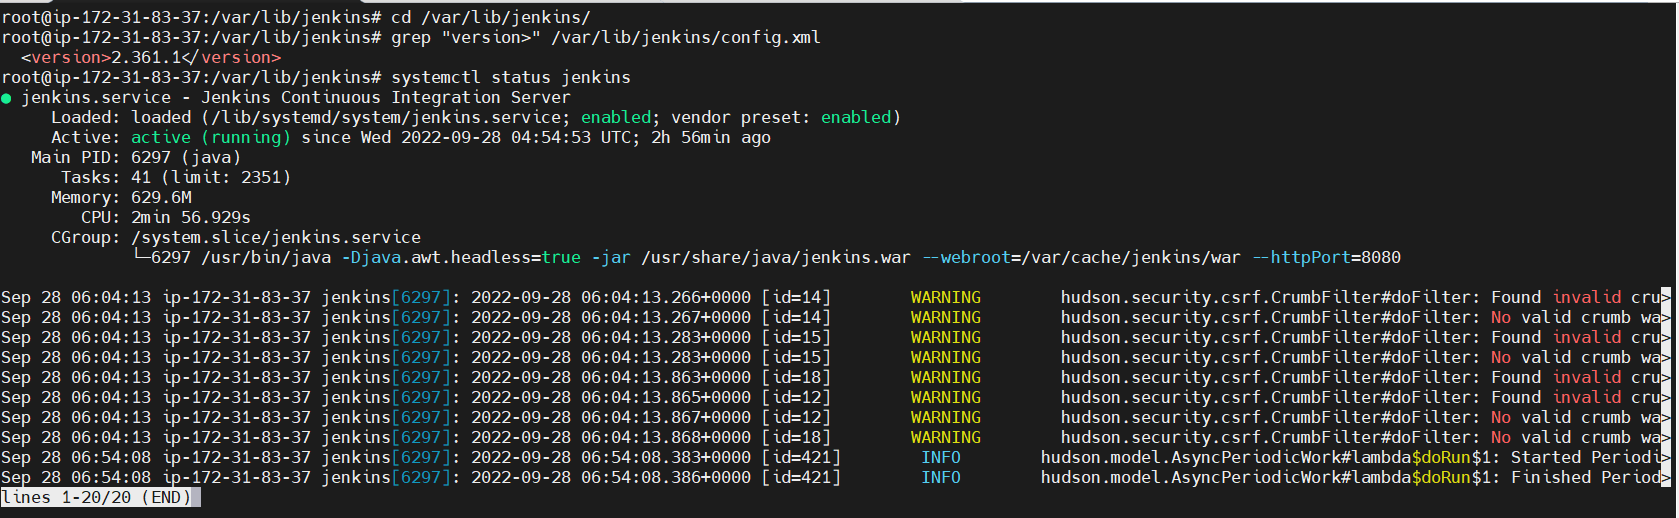 root@ip-172-31-83-37:/var/lib/jenkins# cd /var/lib/jenkins/
root@ip-172-31-83-37:/var/lib/jenkins# grep "version>" /var/lib/jenkins/config.xml
  <version>2.361.1</version>
root@ip-172-31-83-37:/var/lib/jenkins# systemctl status jenkins
● jenkins.service - Jenkins Continuous Integration Server
     Loaded: loaded (/lib/systemd/system/jenkins.service; enabled; vendor preset: enabled)
     Active: active (running) since Wed 2022-09-28 04:54:53 UTC; 2h 56min ago
   Main PID: 6297 (java)
      Tasks: 41 (limit: 2351)
     Memory: 629.6M
        CPU: 2min 56.929s
     CGroup: /system.slice/jenkins.service
             └─6297 /usr/bin/java -Djava.awt.headless=true -jar /usr/share/java/jenkins.war --webroot=/var/cache/jenkins/war --httpPort=8080
Sep 28 06:04:13 ip-172-31-83-37 jenkins[6297]: 2022-09-28 06:04:13.266+0000 [id=14]        WARNING        hudson.security.csrf.CrumbFilter#doFilter: Found invalid cru>
Sep 28 06:04:13 ip-172-31-83-37 jenkins[6297]: 2022-09-28 06:04:13.267+0000 [id=14]        WARNING        hudson.security.csrf.CrumbFilter#doFilter: No valid crumb wa>
Sep 28 06:04:13 ip-172-31-83-37 jenkins[6297]: 2022-09-28 06:04:13.283+0000 [id=15]        WARNING        hudson.security.csrf.CrumbFilter#doFilter: Found invalid cru>
Sep 28 06:04:13 ip-172-31-83-37 jenkins[6297]: 2022-09-28 06:04:13.283+0000 [id=15]        WARNING        hudson.security.csrf.CrumbFilter#doFilter: No valid crumb wa>
Sep 28 06:04:13 ip-172-31-83-37 jenkins[6297]: 2022-09-28 06:04:13.863+0000 [id=18]        WARNING        hudson.security.csrf.CrumbFilter#doFilter: Found invalid cru>
Sep 28 06:04:13 ip-172-31-83-37 jenkins[6297]: 2022-09-28 06:04:13.865+0000 [id=12]        WARNING        hudson.security.csrf.CrumbFilter#doFilter: Found invalid cru>
Sep 28 06:04:13 ip-172-31-83-37 jenkins[6297]: 2022-09-28 06:04:13.867+0000 [id=12]        WARNING        hudson.security.csrf.CrumbFilter#doFilter: No valid crumb wa>
Sep 28 06:04:13 ip-172-31-83-37 jenkins[6297]: 2022-09-28 06:04:13.868+0000 [id=18]        WARNING        hudson.security.csrf.CrumbFilter#doFilter: No valid crumb wa>
Sep 28 06:54:08 ip-172-31-83-37 jenkins[6297]: 2022-09-28 06:54:08.383+0000 [id=421]        INFO        hudson.model.AsyncPeriodicWork#lambda$doRun$1: Started Periodi>
Sep 28 06:54:08 ip-172-31-83-37 jenkins[6297]: 2022-09-28 06:54:08.386+0000 [id=421]        INFO        hudson.model.AsyncPeriodicWork#lambda$doRun$1: Finished Period>
lines 1-20/20 (END)